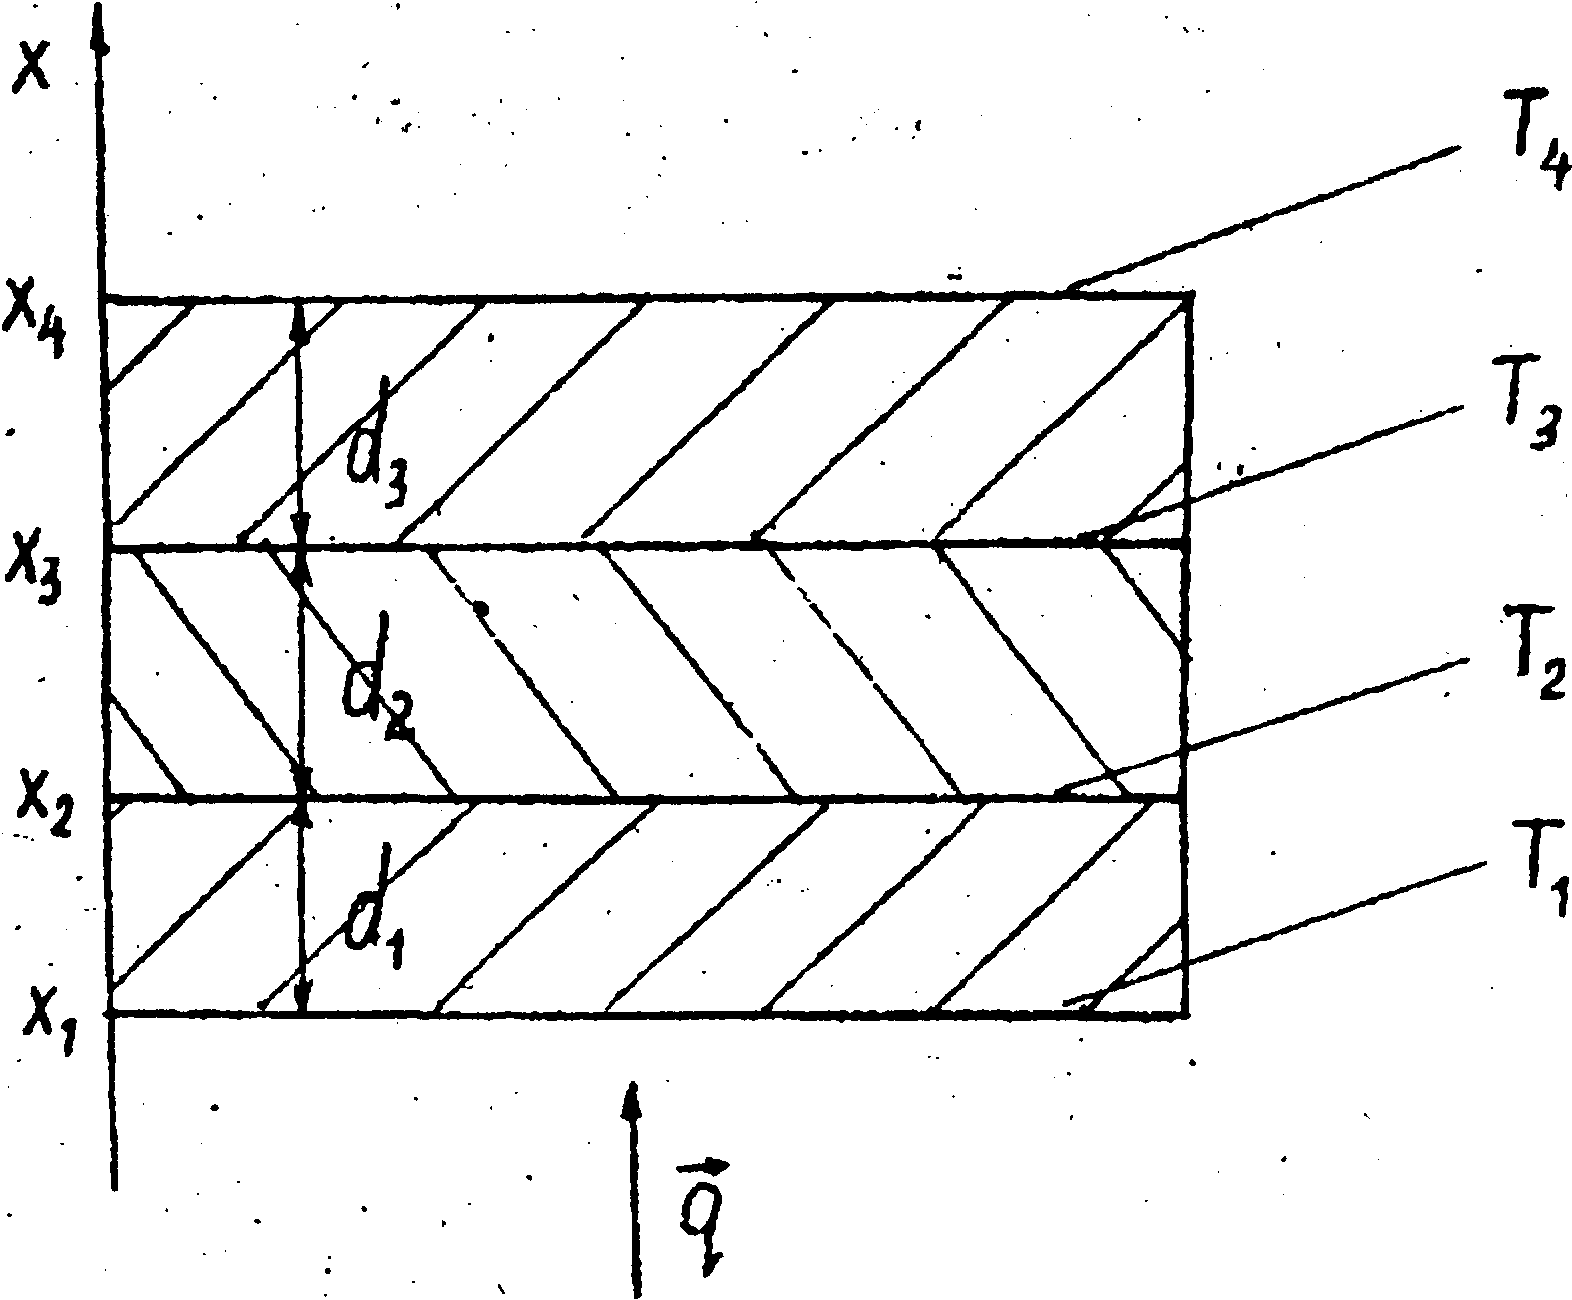 x
T₄
x₄
d₃
T₃
x₃
d₂
T₂
x₂
d₁
T₁
x₁
q⃗